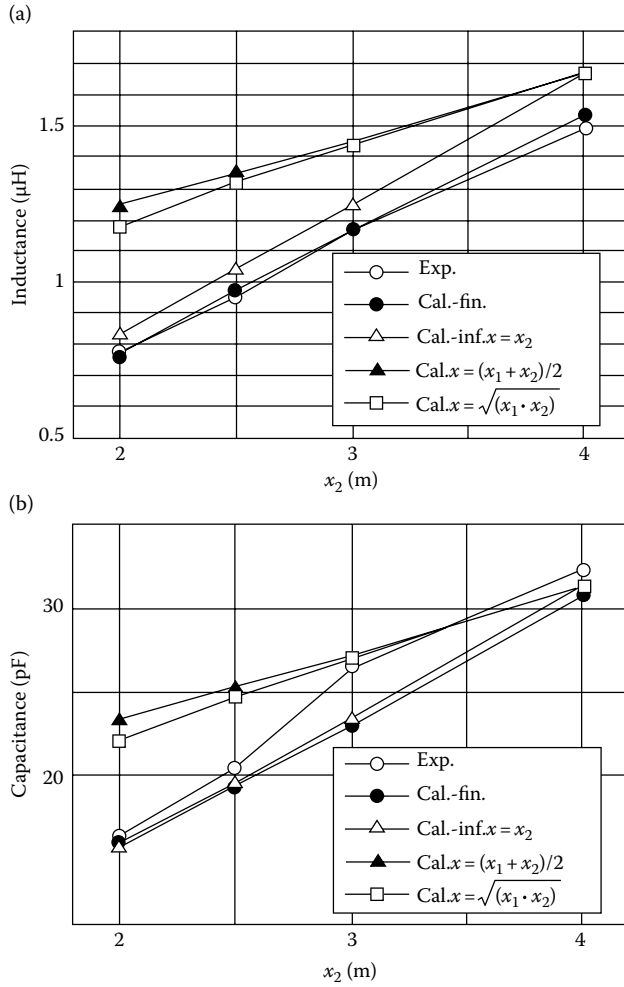 (a)
Inductance (μH)
1.5
1
0.5
2
3
4
x₂ (m)
Exp.
Cal.-fin.
Cal.-inf.x = x₂
Cal.x = (x₁ + x₂)/2
Cal.x = √(x₁ · x₂)
(b)
Capacitance (pF)
30
20
2
3
4
x₂ (m)
Exp.
Cal.-fin.
Cal.-inf.x = x₂
Cal.x = (x₁ + x₂)/2
Cal.x = √(x₁ · x₂)